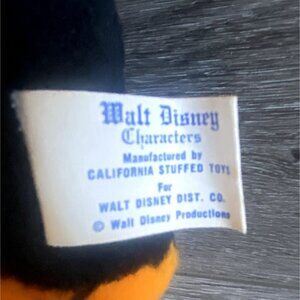 Walt Disney
Characters
Manufactured by
CALIFORNIA STUFFED TOYS
For
WALT DISNEY DIST. CO.
© Walt Disney Productions